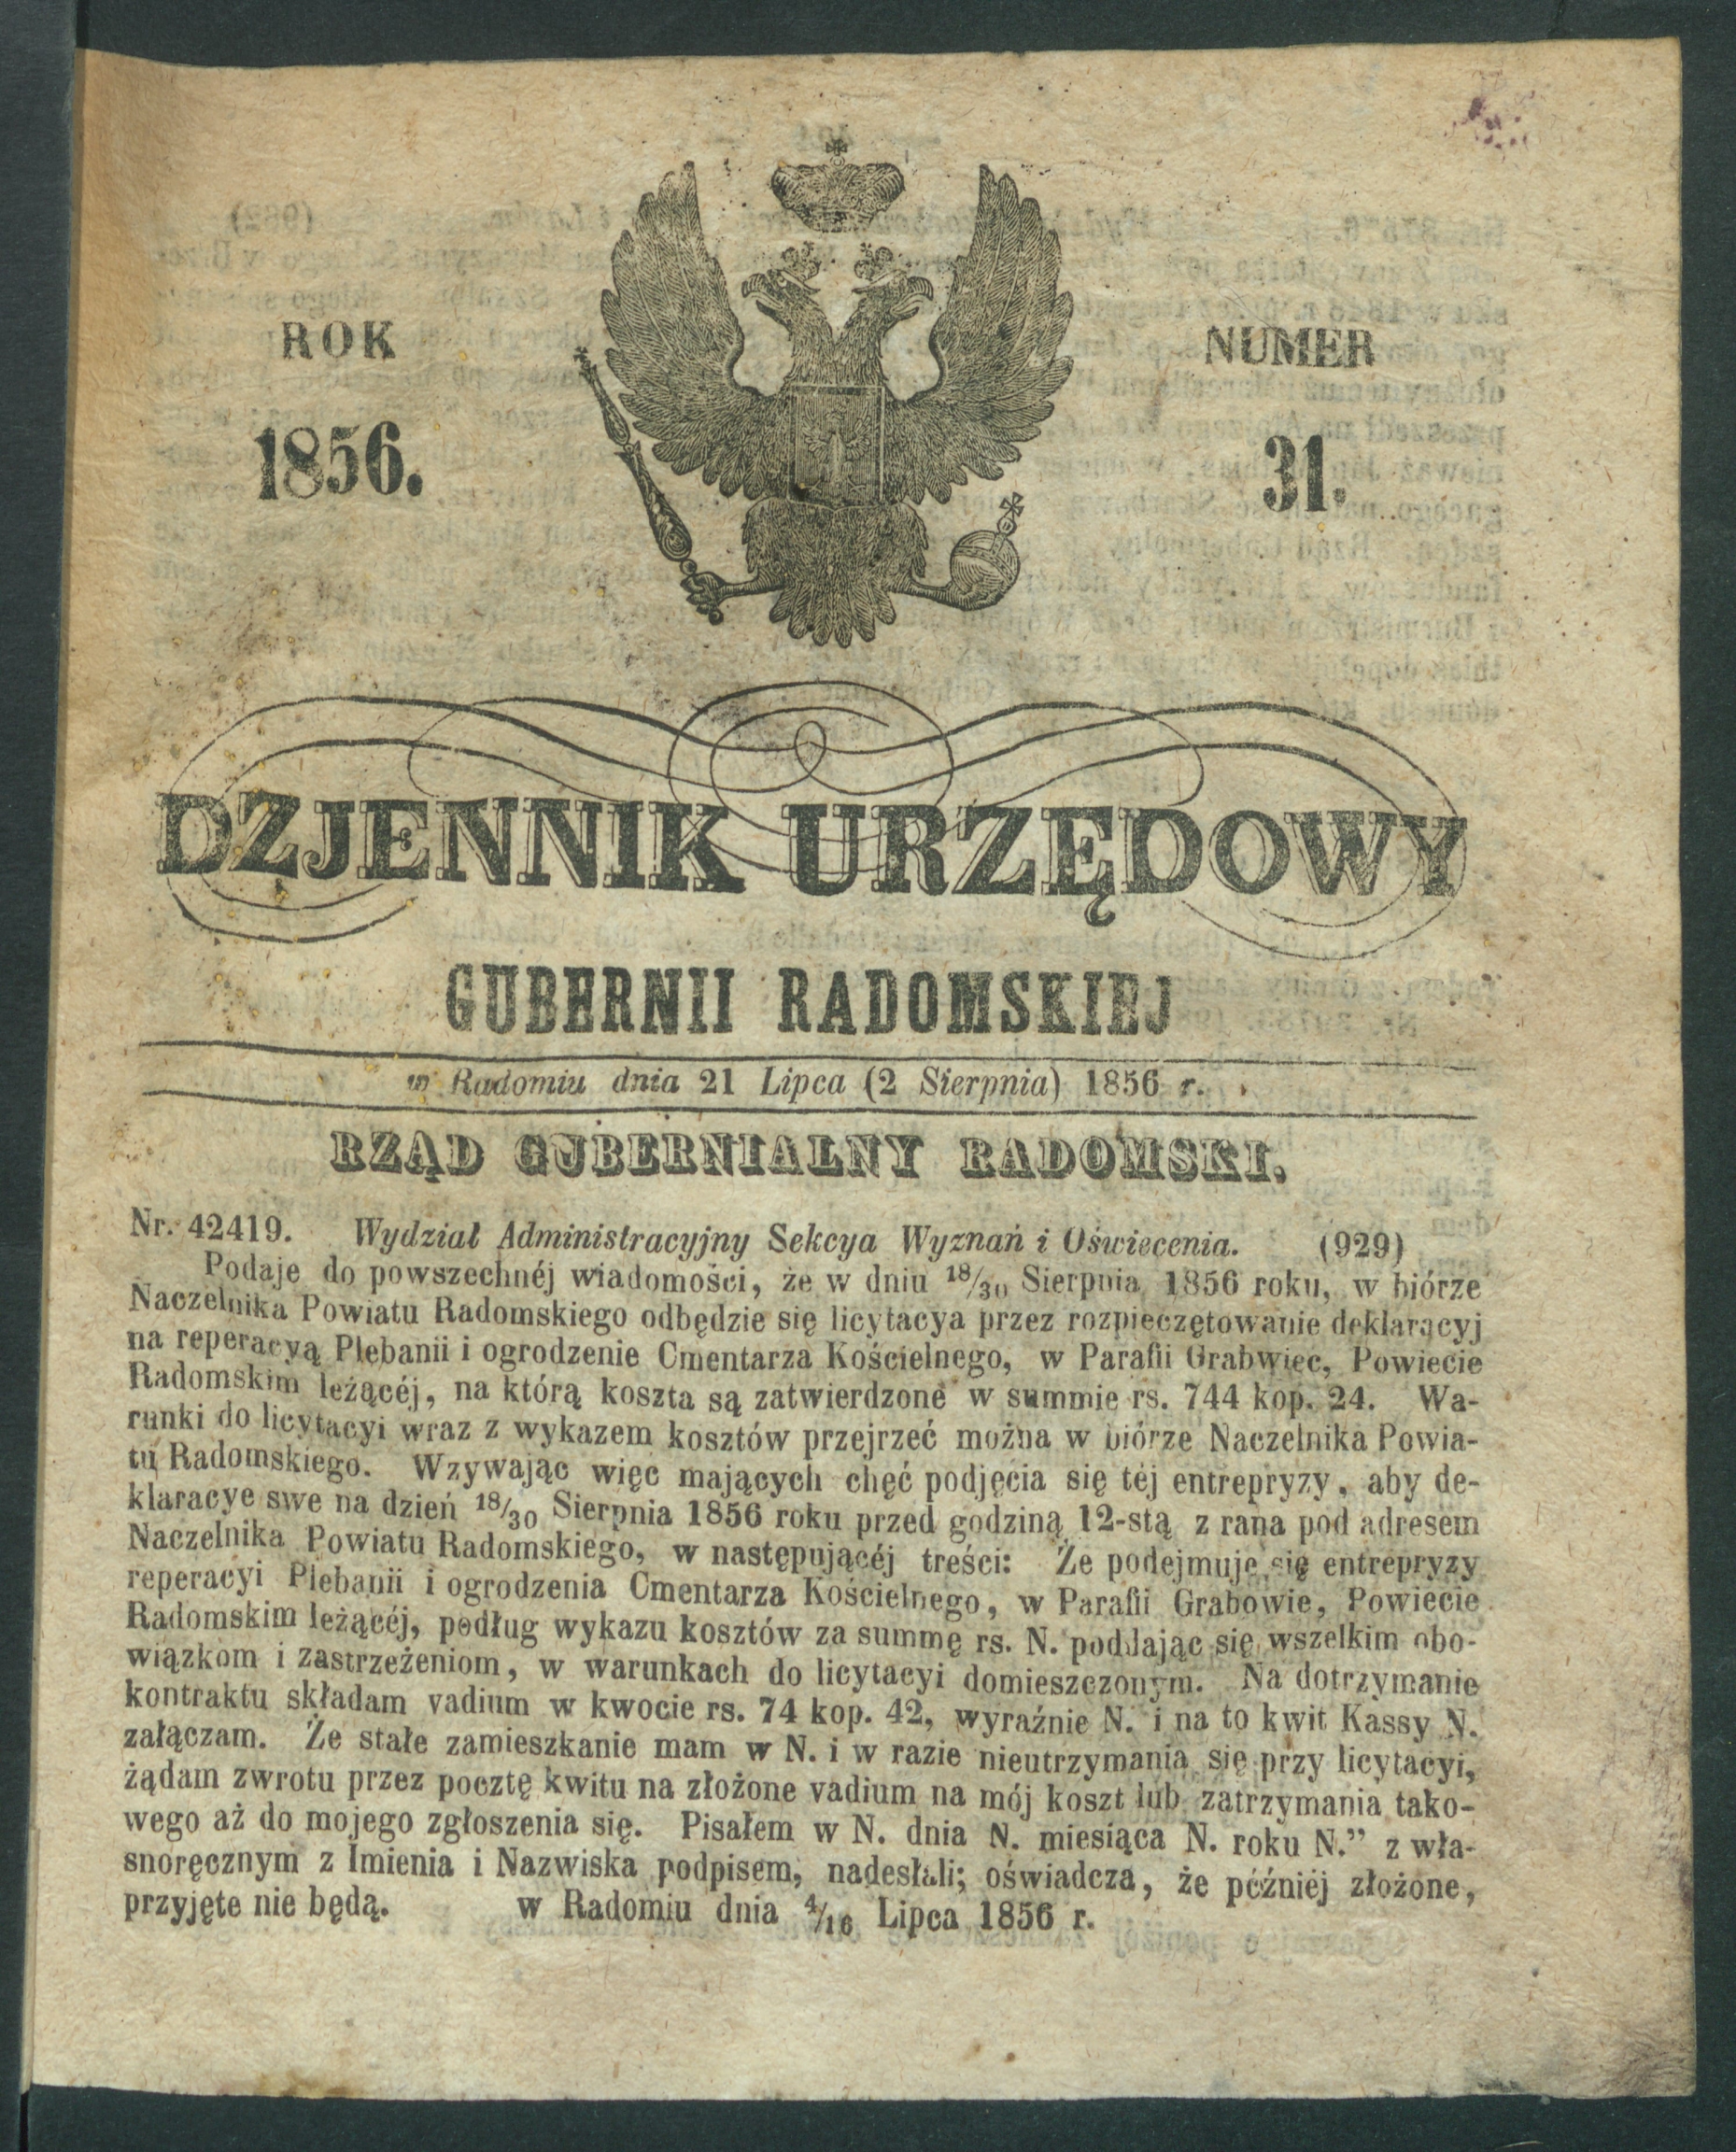 ROK
1856.
NUMER
31.
DZJENNIK URZĘDOWY
GUBERNII RADOMSKIEJ
w Radomiu dnia 21 Lipca (2 Sierpnia) 1856 r.
RZĄD GUBERNIALNY RADOMSKI.
Nr. 42419. Wydział Administracyjny Sekcya Wyznań i Oświecenia. (929)
Podaje do powszechnéj wiadomości, że w dniu 18/30 Sierpnia 1856 roku, w biórze
Naczelnika Powiatu Radomskiego odbędzie się licytacya przez rozpieczętowanie deklaracyj
na reperacyą Plebanii i ogrodzenie Cmentarza Kościelnego, w Parafii Grabwiec, Powiecie
Radomskim leżącéj, na którą koszta są zatwierdzone w summie rs. 744 kop. 24. Wa-
runki do licytacyi wraz z wykazem kosztów przejrzeć można w biórze Naczelnika Powia-
tu Radomskiego. Wzywając więc mających chęć podjęcia się téj entrepryzy, aby de-
klaracye swe na dzień 18/30 Sierpnia 1856 roku przed godziną 12-stą z rana pod adresem
Naczelnika Powiatu Radomskiego, w następującéj treści: Że podejmuję się entrepryzy
reperacyi Plebanii i ogrodzenia Cmentarza Kościelnego, w Parafii Grabowie, Powiecie
Radomskim leżącéj, podług wykazu kosztów za summę rs. N. poddając się wszelkim obo-
wiązkom i zastrzeżeniom, w warunkach do licytacyi domieszczonym. Na dotrzymanie
kontraktu składam vadium w kwocie rs. 74 kop. 42, wyraźnie N. i na to kwit Kassy N.
załączam. Że stałe zamieszkanie mam w N. i w razie nieutrzymania się przy licytacyi,
żądam zwrotu przez pocztę kwitu na złożone vadium na mój koszt lub zatrzymania tako-
wego aż do mojego zgłoszenia się. Pisałem w N. dnia N. miesiąca N. roku N." z wła-
snoręcznym z Imienia i Nazwiska podpisem, nadesłali; oświadcza, że późniéj złożone,
przyjęte nie będą. w Radomiu dnia 4/16 Lipca 1856 r.